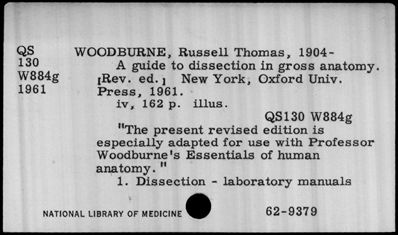 QS WOODBURNE, Russell Thomas, 1904-
130 A guide to dissection in gross anatomy.
W884g [Rev. ed.] New York, Oxford Univ.
1961 Press, 1961.
iv, 162 p. illus.
QS130 W884g
"The present revised edition is
especially adapted for use with Professor
Woodburne's Essentials of human
anatomy."
1. Dissection - laboratory manuals
NATIONAL LIBRARY OF MEDICINE 62-9379